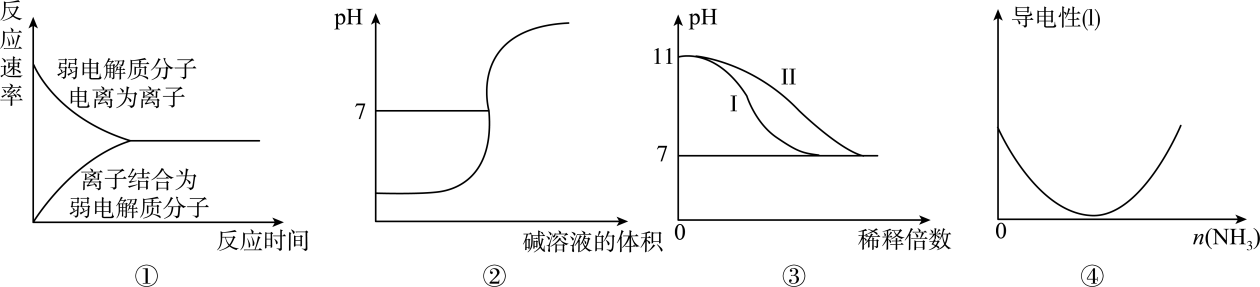 反应速率
弱电解质分子
电离为离子
离子结合为
弱电解质分子
反应时间
①
pH
7
碱溶液的体积
②
pH
11
II
I
7
0
稀释倍数
③
导电性(l)
0
n(NH₃)
④